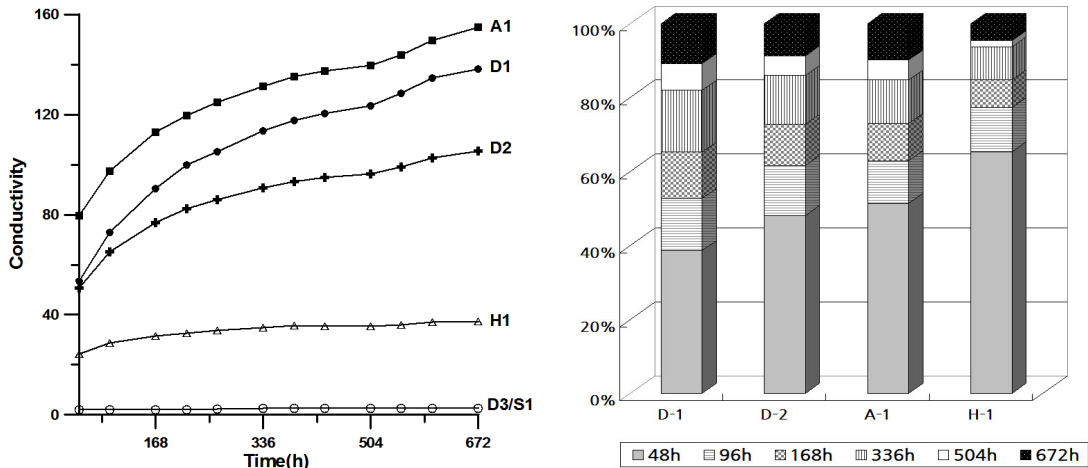 160
120
80
40
0
Conductivity
A1
D1
D2
H1
D3/S1
168
336
504
672
Time(h)
100%
80%
60%
40%
20%
0%
D-1
D-2
A-1
H-1
48h
96h
168h
336h
504h
672h